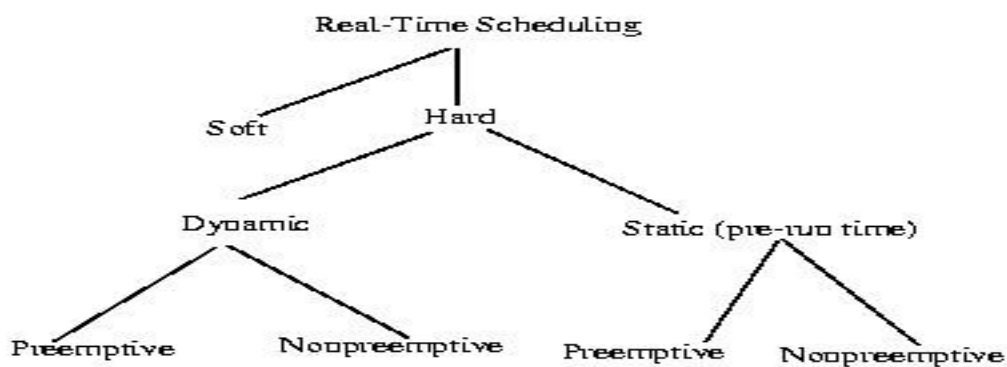 Real-Time Scheduling
Soft
Hard
Dynamic
Static (pre-run time)
Preemptive
Nonpreemptive
Preemptive
Nonpreemptive